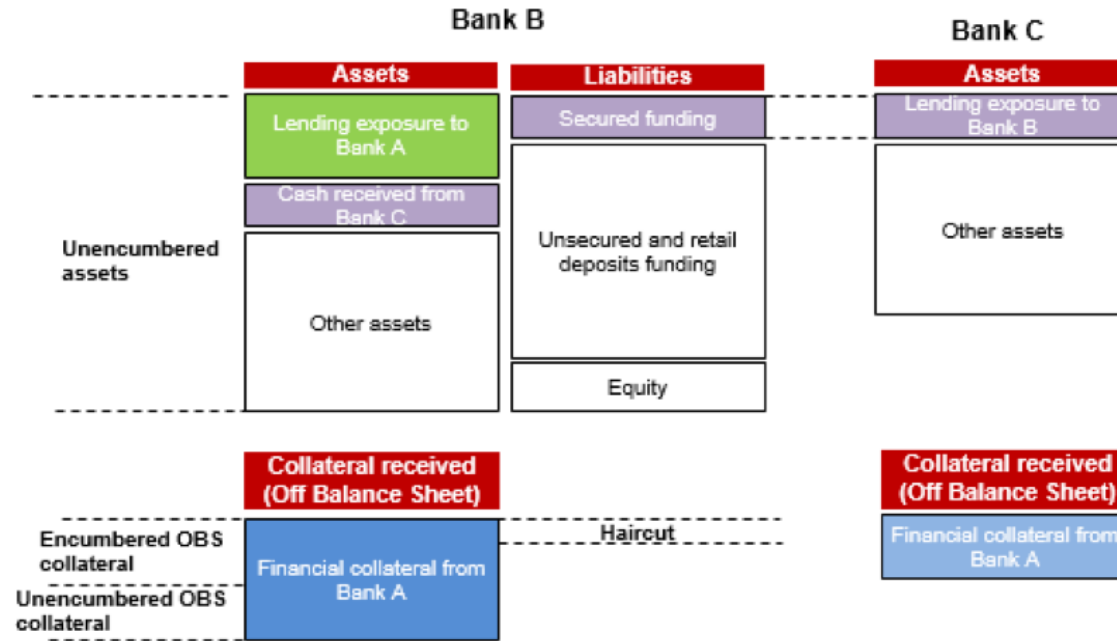 Bank B
Bank C
Assets
Liabilities
Assets
Lending exposure to
Bank A
Secured funding
Lending exposure to
Bank B
Cash received from
Bank C
Unencumbered
assets
Unsecured and retail
deposits funding
Other assets
Other assets
Equity
Collateral received
(Off Balance Sheet)
Collateral received
(Off Balance Sheet)
Encumbered OBS
collateral
Haircut
Financial collateral from
Bank A
Financial collateral from
Bank A
Unencumbered OBS
collateral